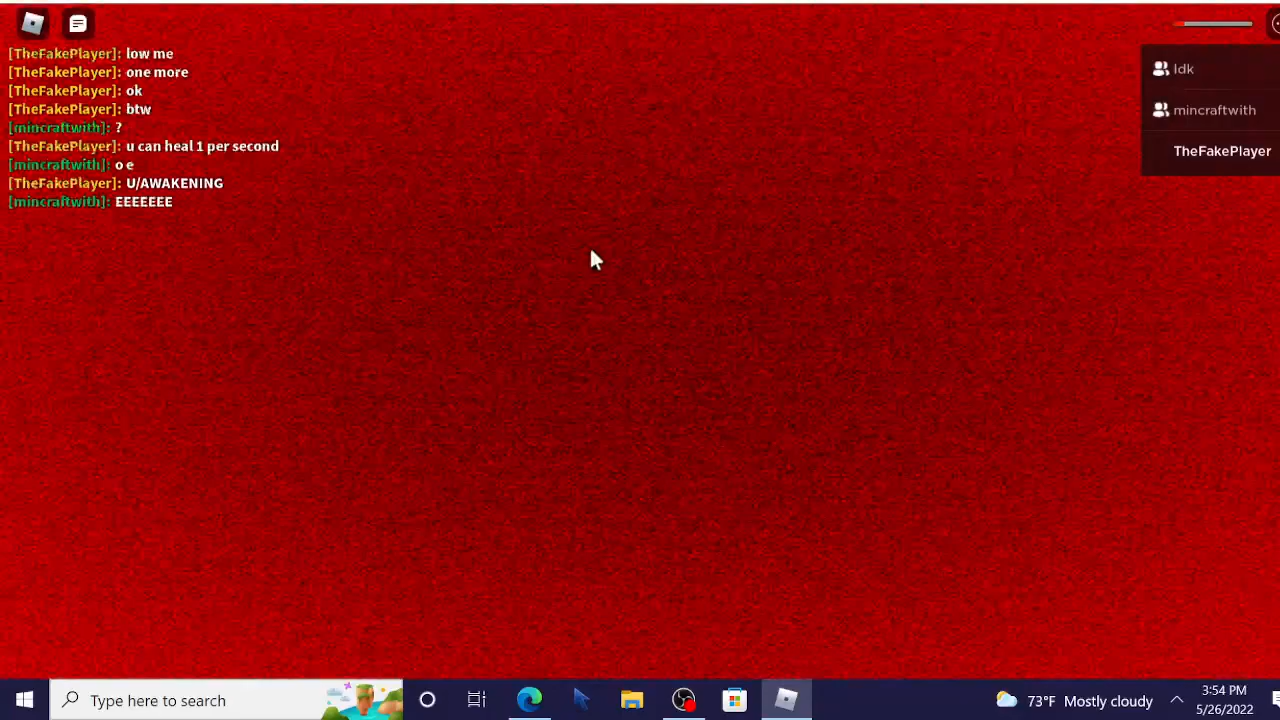 [TheFakePlayer]: low me
[TheFakePlayer]: one more
[TheFakePlayer]: ok
[TheFakePlayer]: btw
[mincraftwith]: ?
[TheFakePlayer]: u can heal 1 per second
[mincraftwith]: o e
[TheFakePlayer]: U/AWAKENING
[mincraftwith]: EEEEEEE
Idk
mincraftwith
TheFakePlayer
Type here to search
73°F Mostly cloudy
3:54 PM
5/26/2022